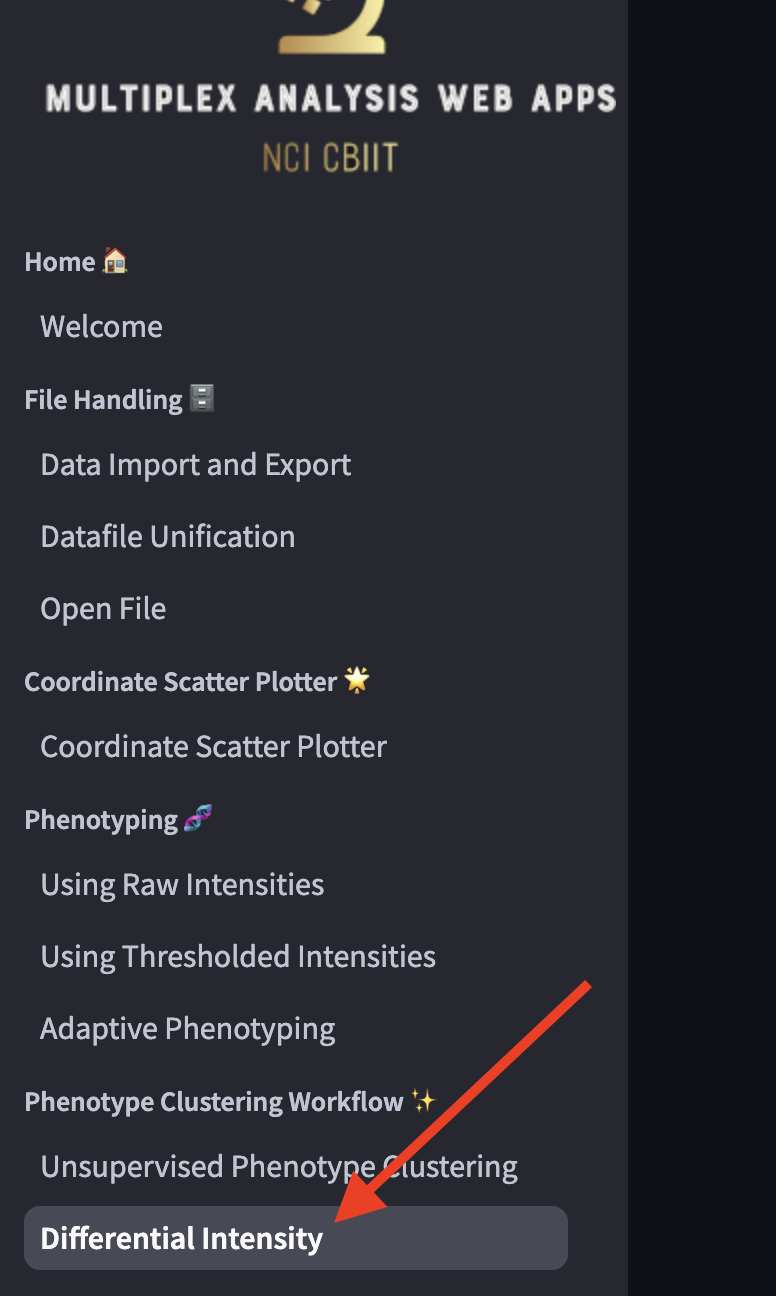 MULTIPLEX ANALYSIS WEB APPS
NCI CBIIT
Home 🏠
Welcome
File Handling 🗄️
Data Import and Export
Datafile Unification
Open File
Coordinate Scatter Plotter 🌟
Coordinate Scatter Plotter
Phenotyping 🧬
Using Raw Intensities
Using Thresholded Intensities
Adaptive Phenotyping
Phenotype Clustering Workflow ✨
Unsupervised Phenotype Clustering
Differential Intensity